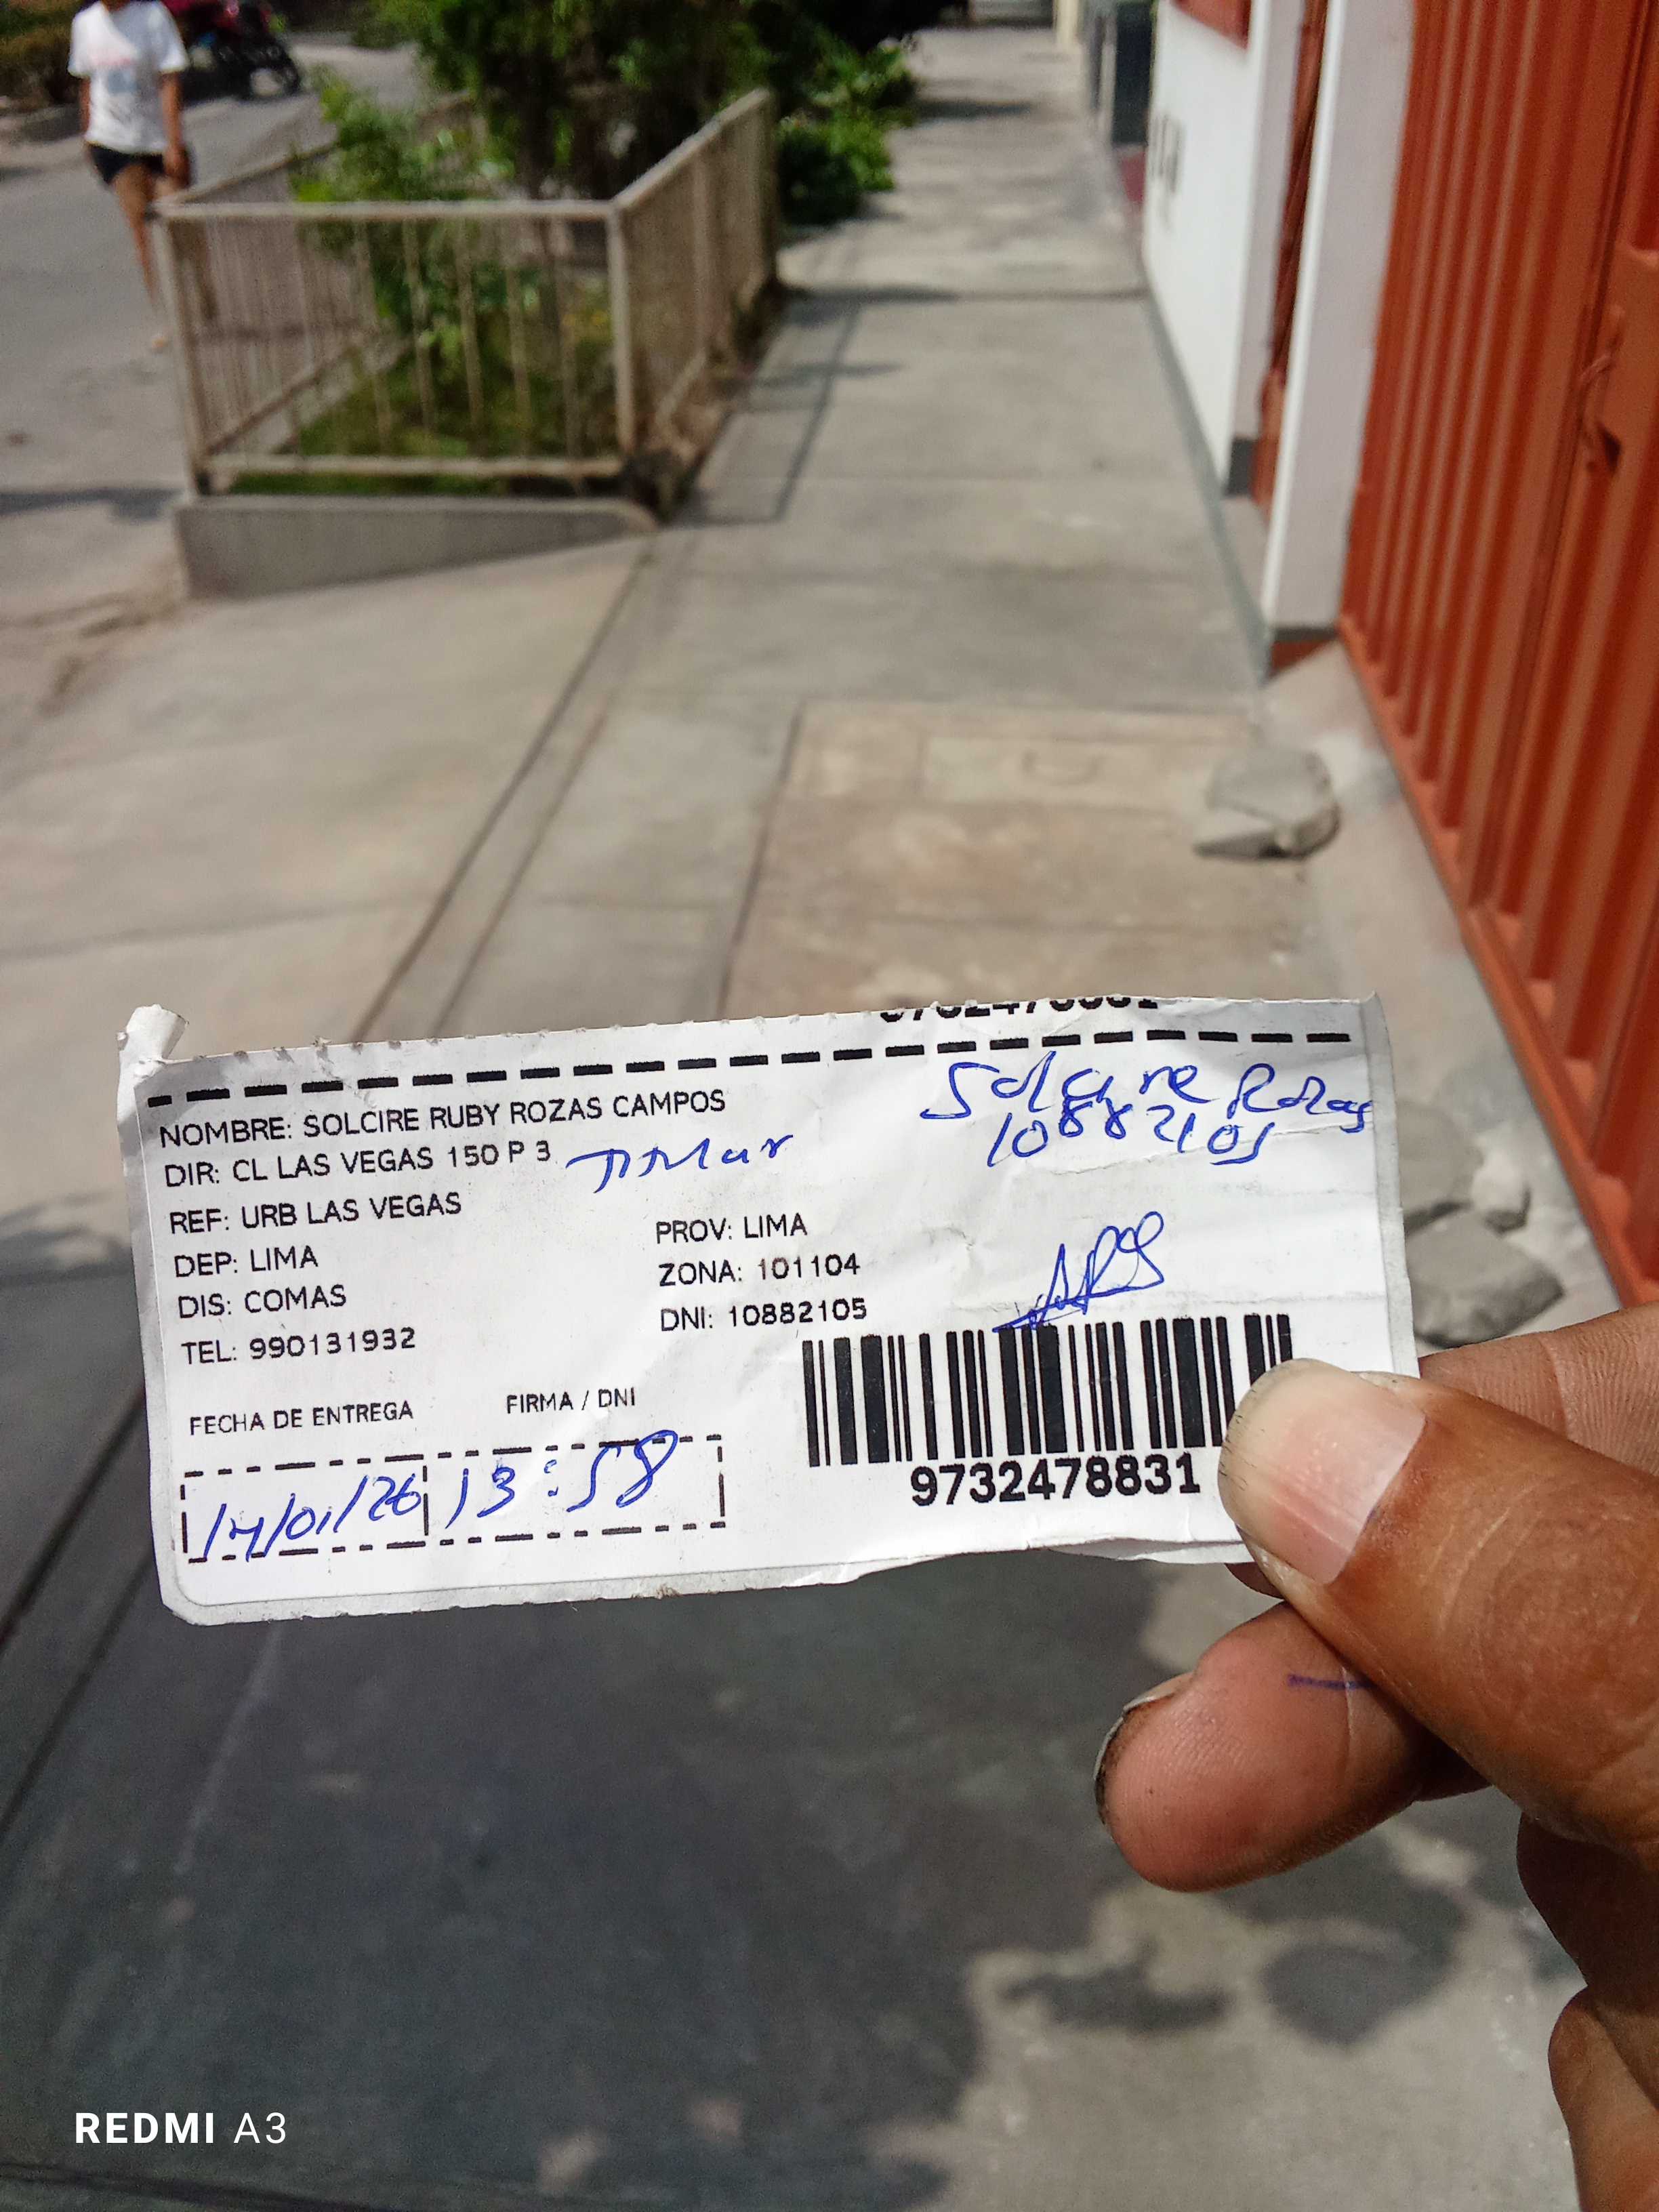 NOMBRE: SOLCIRE RUBY ROZAS CAMPOS
Solcire Rozas
10882105
DIR: CL LAS VEGAS 150 P 3
REF: URB LAS VEGAS
DEP: LIMA
PROV: LIMA
DIS: COMAS
ZONA: 101104
TEL: 990131932
DNI: 10882105
FECHA DE ENTREGA
FIRMA / DNI
14/01/26
13:58
9732478831
REDMI A3